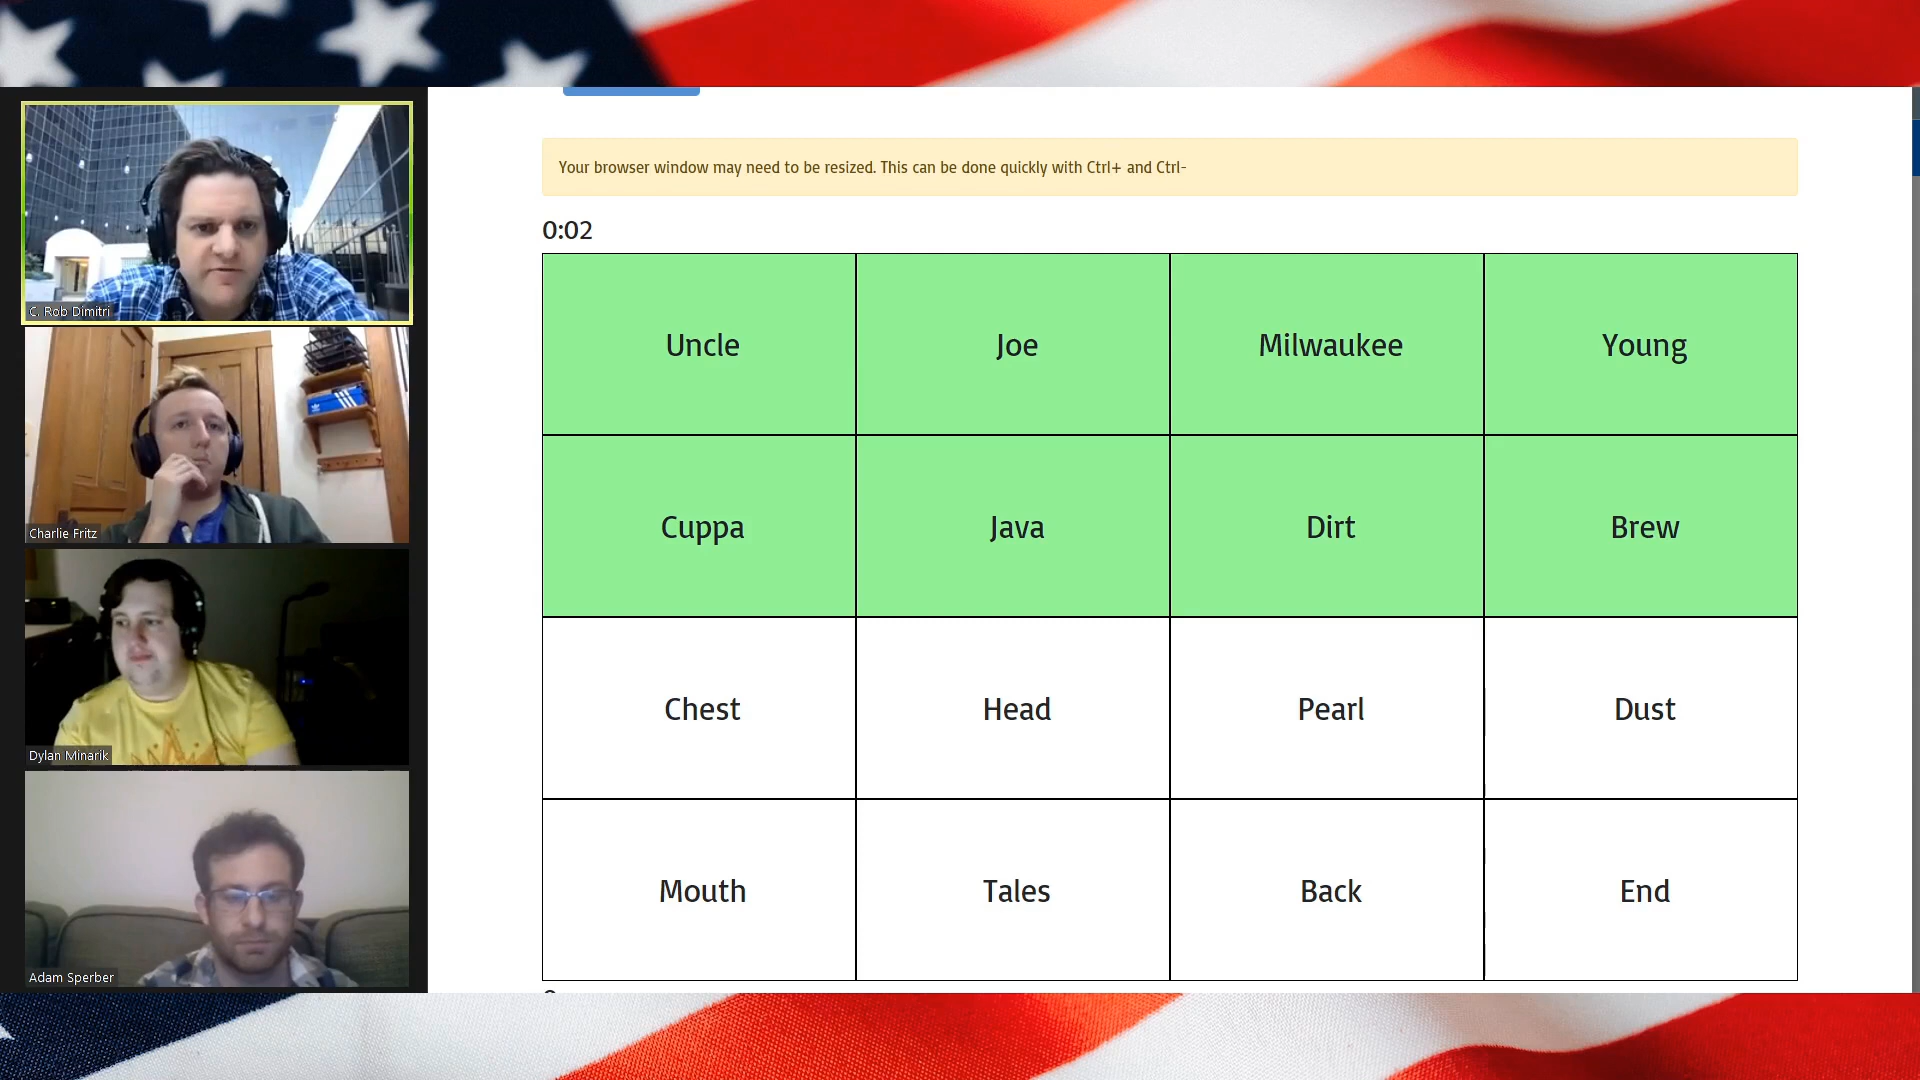 Your browser window may need to be resized. This can be done quickly with Ctrl+ and Ctrl-
0:02
Uncle
Joe
Milwaukee
Young
Cuppa
Java
Dirt
Brew
Chest
Head
Pearl
Dust
Mouth
Tales
Back
End
C. Rob Dimitri
Charlie Fritz
Dylan Minarik
Adam Sperber